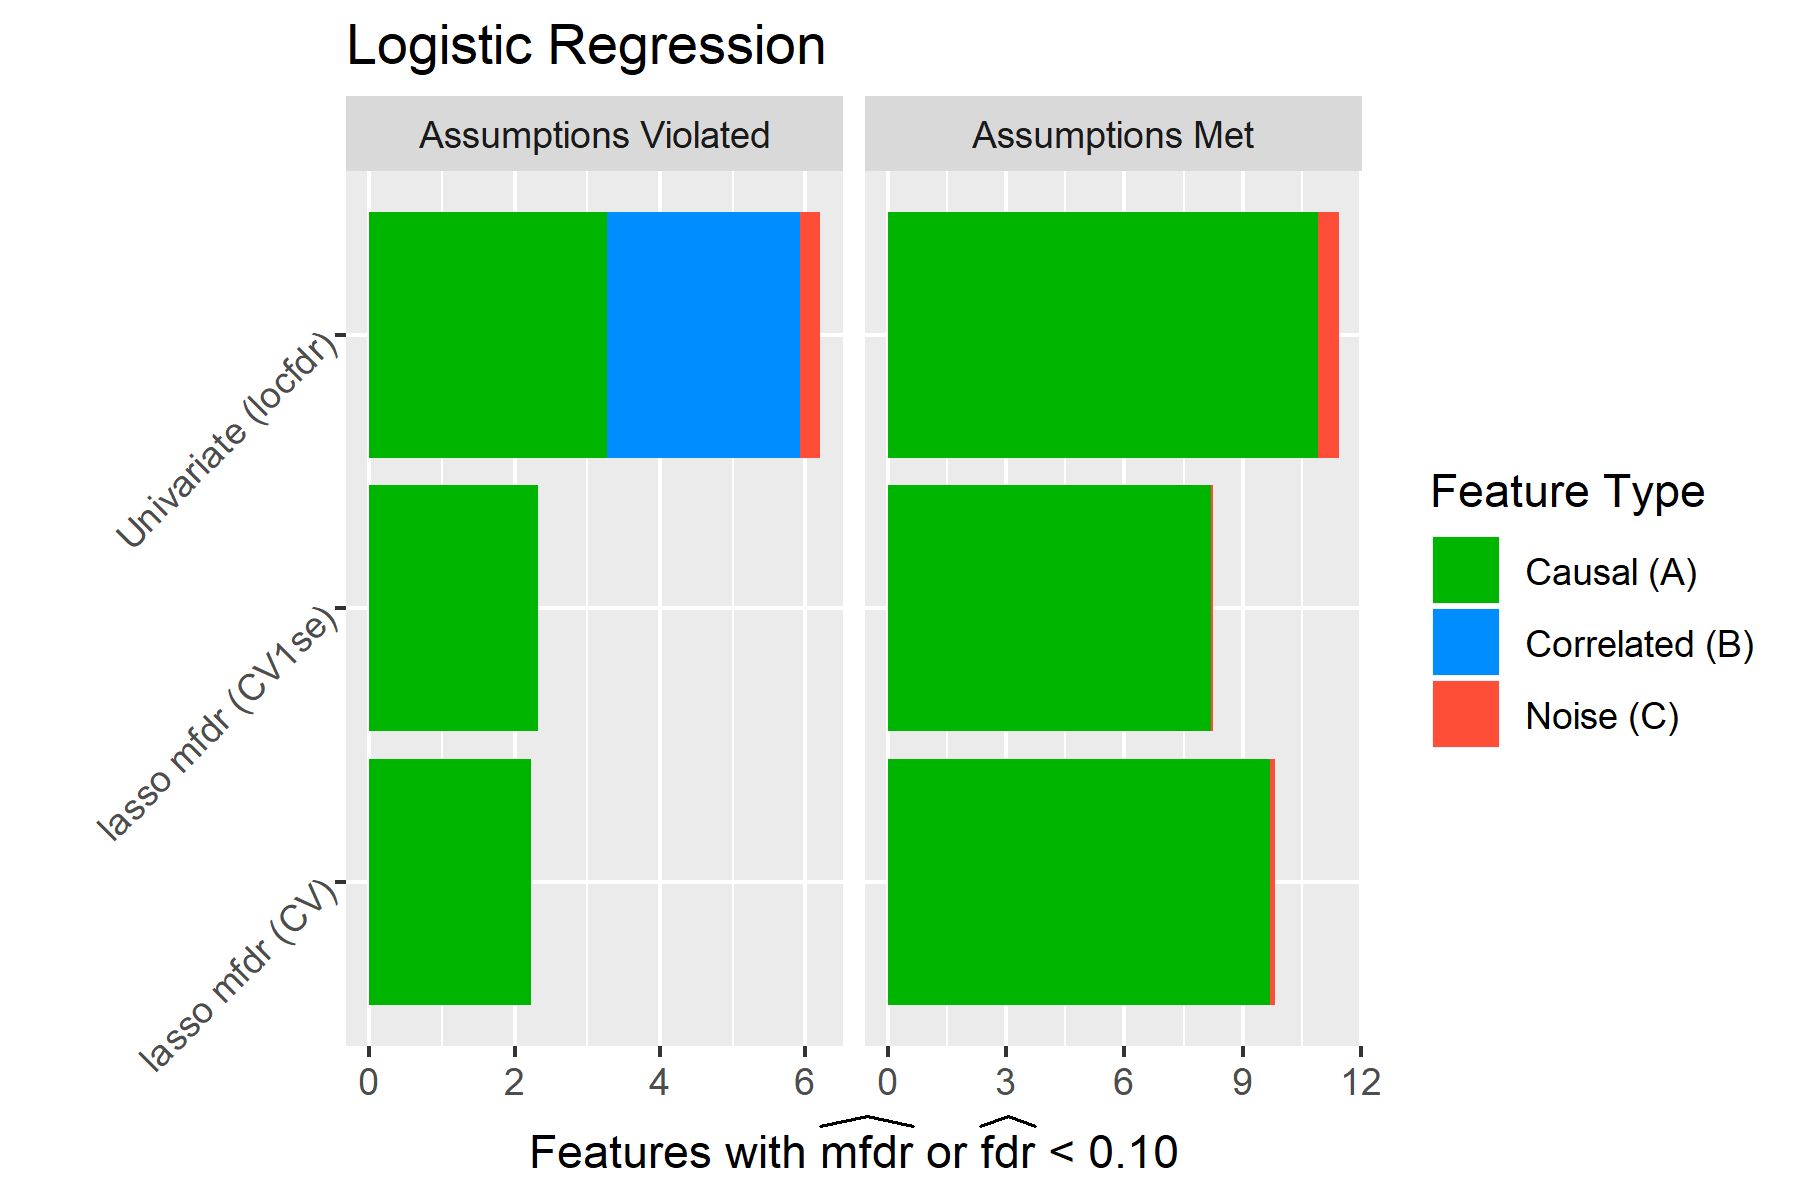 Logistic Regression
Assumptions Violated
Assumptions Met
Univariate (locfdr)
lasso mfdr (CV1se)
lasso mfdr (CV)
0 2 4 6
0 3 6 9 12
Features with mfdr or fdr < 0.10
Feature Type
Causal (A)
Correlated (B)
Noise (C)